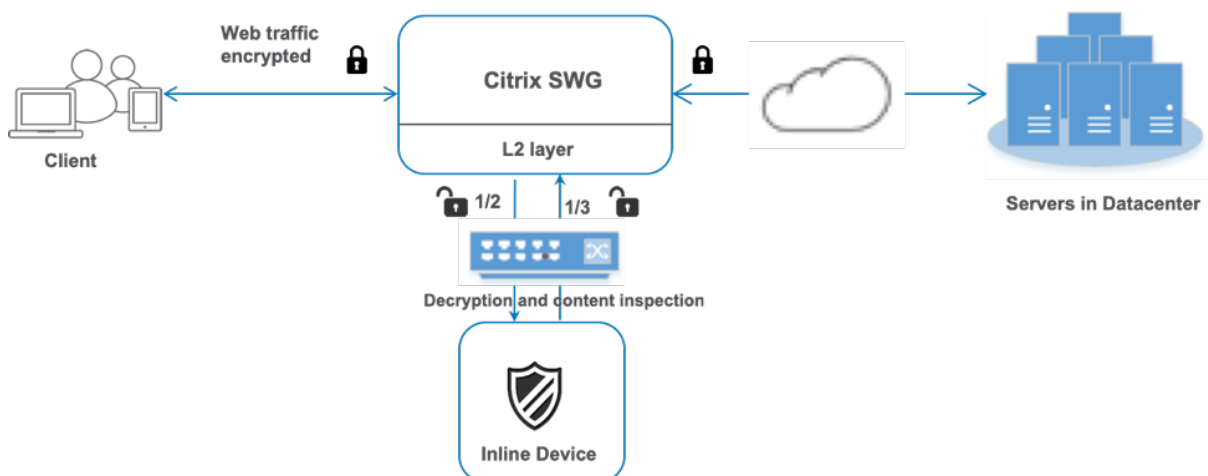 Web traffic
encrypted
Citrix SWG
L2 layer
Client
1/2
1/3
Servers in Datacenter
Decryption and content inspection
Inline Device